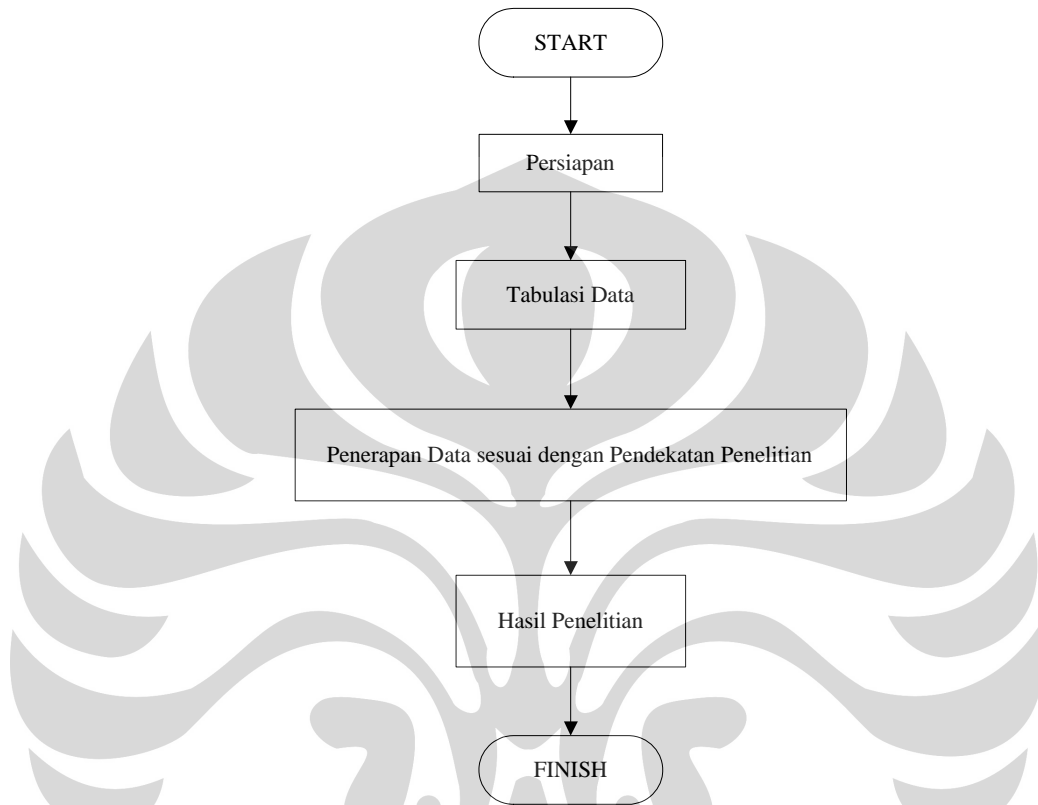 START
Persiapan
Tabulasi Data
Penerapan Data sesuai dengan Pendekatan Penelitian
Hasil Penelitian
FINISH